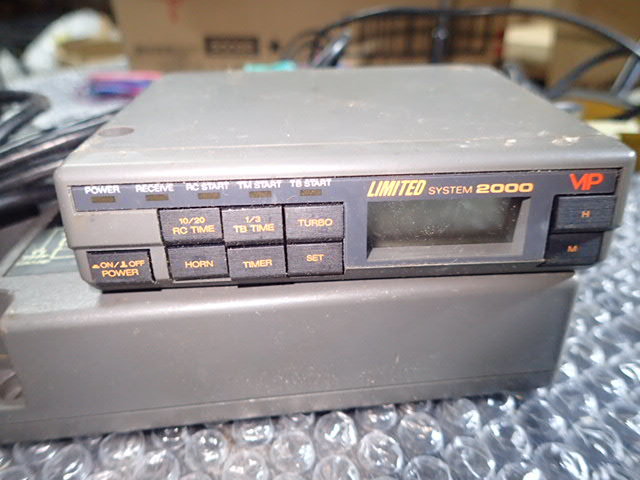 POWER RECEIVE RC START TM START TB START
LIMITED SYSTEM 2000
VIP
10/20
RC TIME
1/3
TB TIME
TURBO
H
ON/OFF
POWER
HORN
TIMER
SET
M